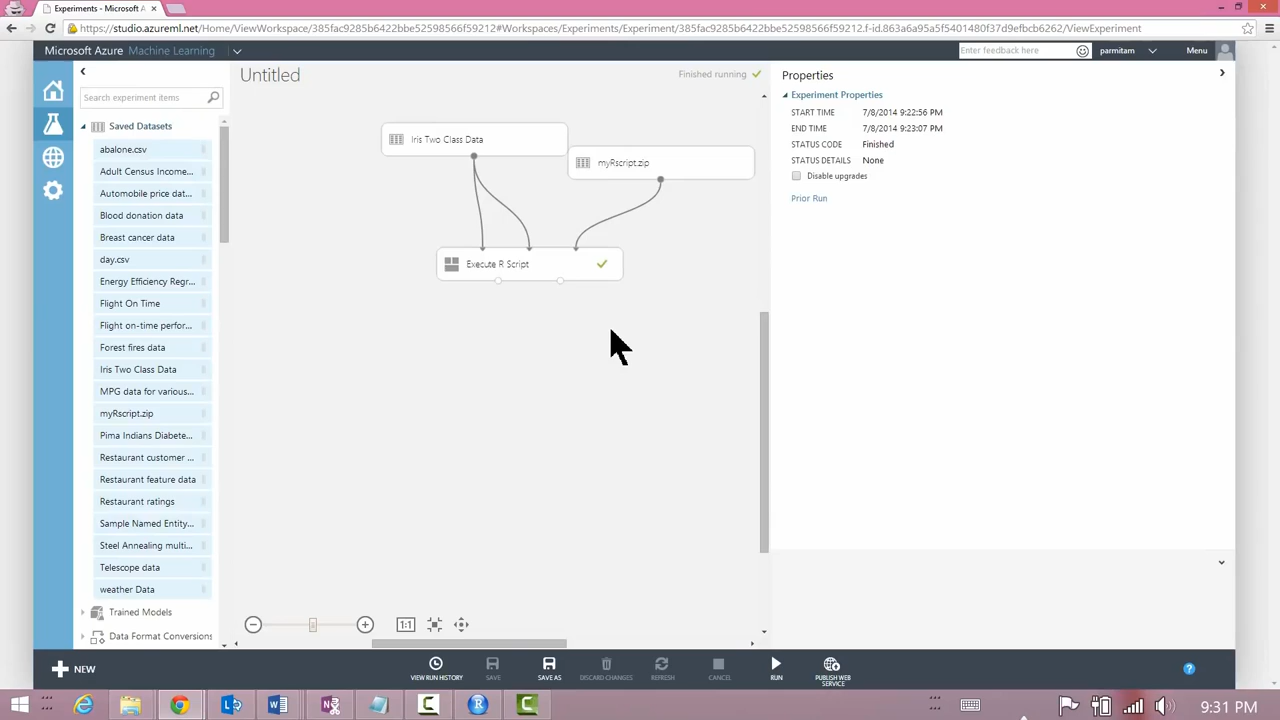 Experiments - Microsoft A
https://studio.azureml.net/Home/ViewWorkspace/385fac9285b6422bbe52598566f59212#Workspaces/Experiments/Experiment/385fac9285b6422bbe52598566f59212.f-id.863a6a95a5f5401480f37d9efbcb6262/ViewExperiment
Microsoft Azure Machine Learning
Enter feedback here
parmitam
Menu
Search experiment items
Saved Datasets
abalone.csv
Adult Census Income...
Automobile price dat...
Blood donation data
Breast cancer data
day.csv
Energy Efficiency Regr...
Flight On Time
Flight on-time perfor...
Forest fires data
Iris Two Class Data
MPG data for various...
myRscript.zip
Pima Indians Diabete...
Restaurant customer ...
Restaurant feature data
Restaurant ratings
Sample Named Entity...
Steel Annealing multi...
Telescope data
weather Data
Trained Models
Data Format Conversions
Untitled
Finished running
Iris Two Class Data
myRscript.zip
Execute R Script
1:1
Properties
Experiment Properties
START TIME 7/8/2014 9:22:56 PM
END TIME 7/8/2014 9:23:07 PM
STATUS CODE Finished
STATUS DETAILS None
Disable upgrades
Prior Run
NEW
VIEW RUN HISTORY
SAVE
SAVE AS
DISCARD CHANGES
REFRESH
CANCEL
RUN
PUBLISH WEB
SERVICE
9:31 PM